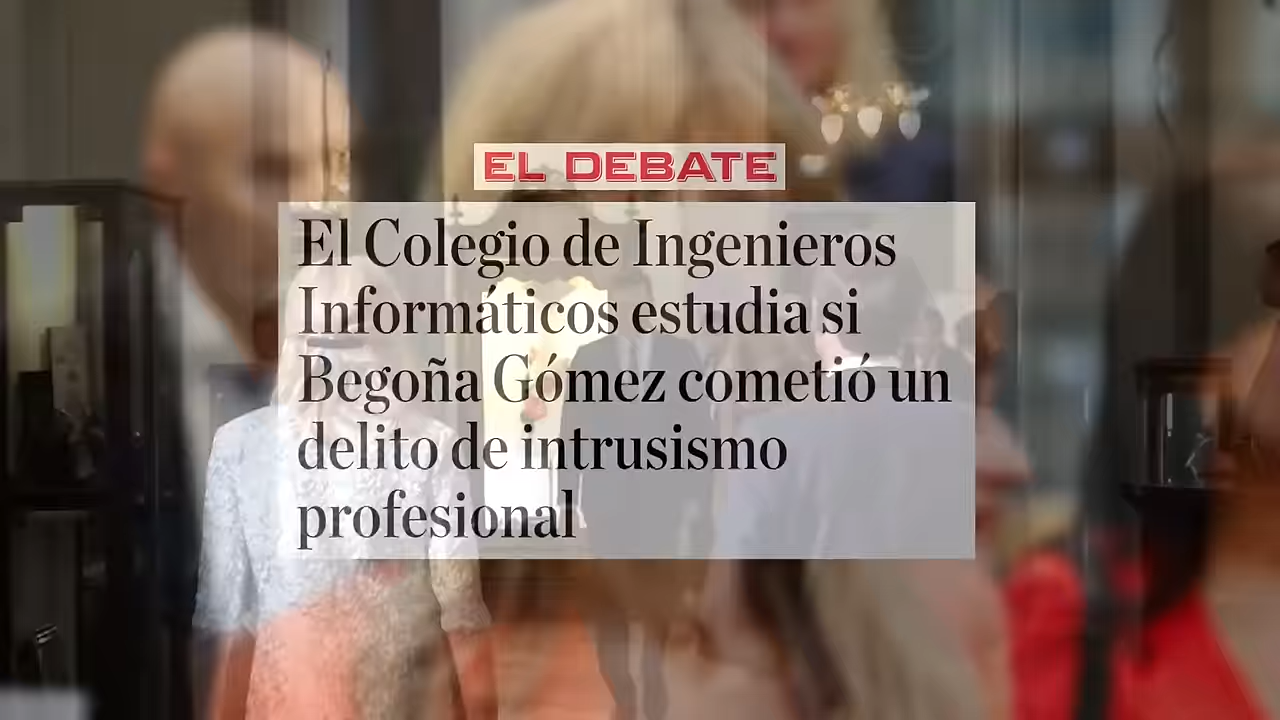 EL DEBATE
El Colegio de Ingenieros
Informáticos estudia si
Begoña Gómez cometió un
delito de intrusismo
profesional